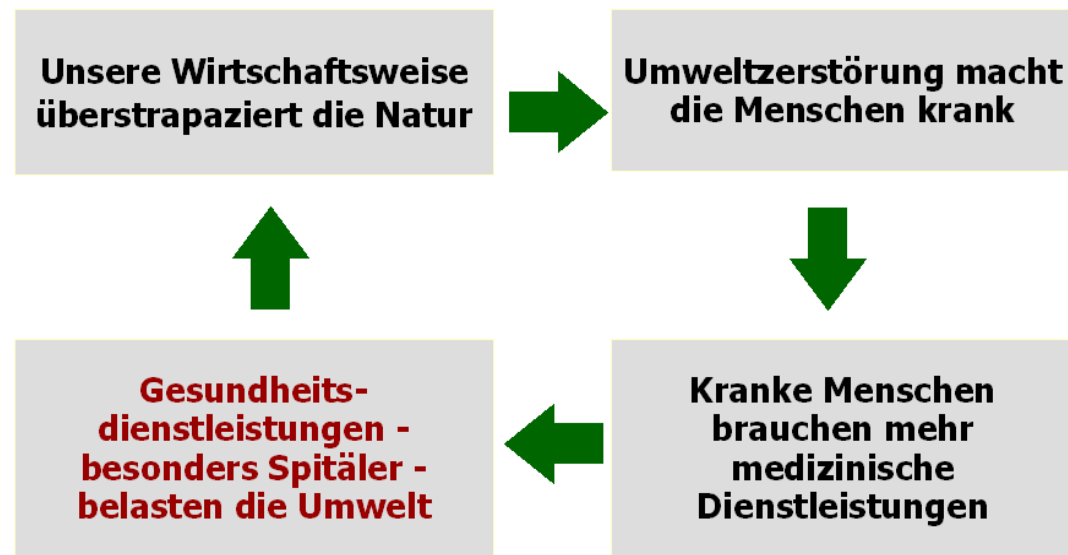 Unsere Wirtschaftsweise
überstrapaziert die Natur
Umweltzerstörung macht
die Menschen krank
Gesundheits-
dienstleistungen -
besonders Spitäler -
belasten die Umwelt
Kranke Menschen
brauchen mehr
medizinische
Dienstleistungen